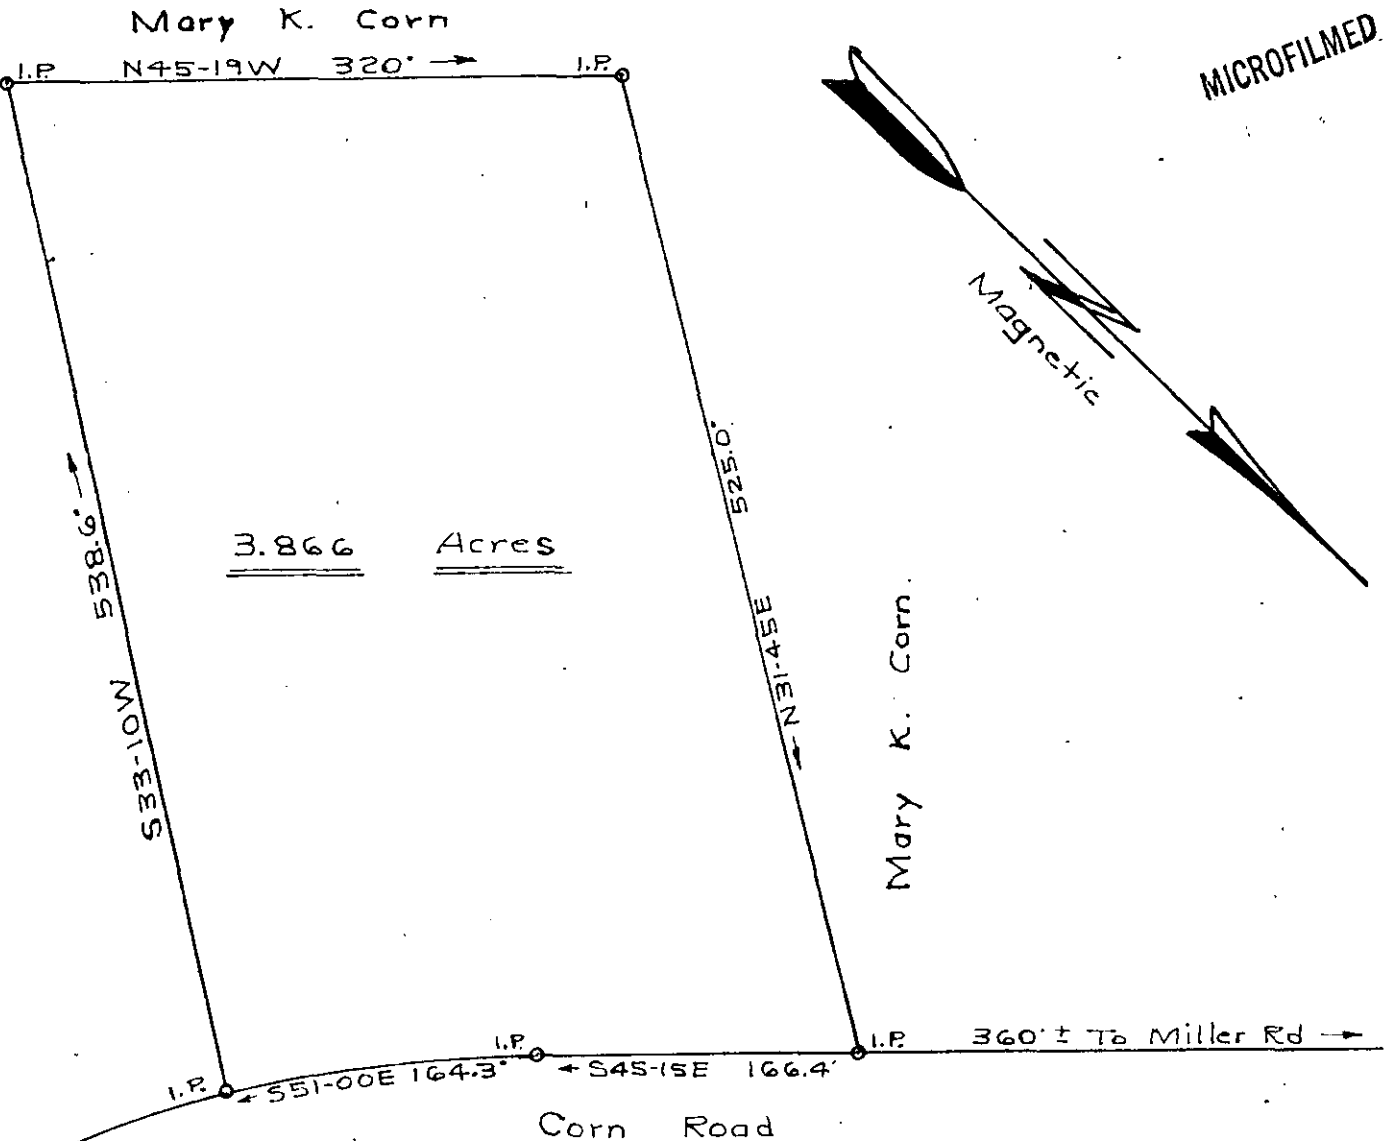 Mary K. Corn
MICROFILMED
I.P. N45-19W 320' I.P.
Magnetic
525.0'
N31-45E
538.6'
S33-10W
3.866 Acres
Mary K. Corn.
I.P. S51-00E 164.3' I.P. S45-15E 166.4' I.P. 360'± To Miller Rd
Corn Road